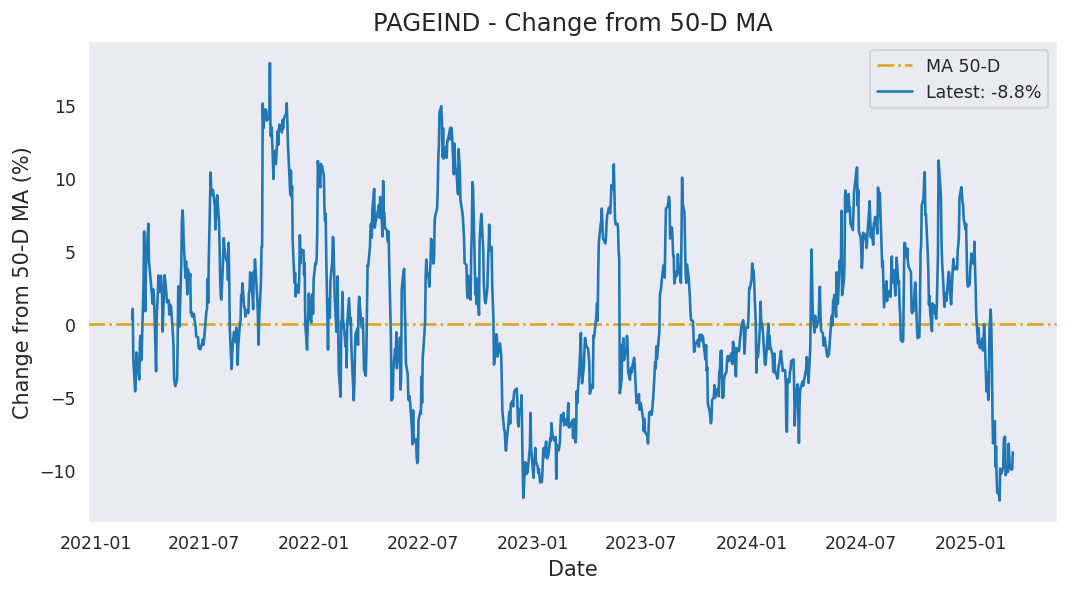 PAGEIND - Change from 50-D MA
MA 50-D
Latest: -8.8%
Change from 50-D MA (%)
15
10
5
0
−5
−10
2021-01 2021-07 2022-01 2022-07 2023-01 2023-07 2024-01 2024-07 2025-01
Date